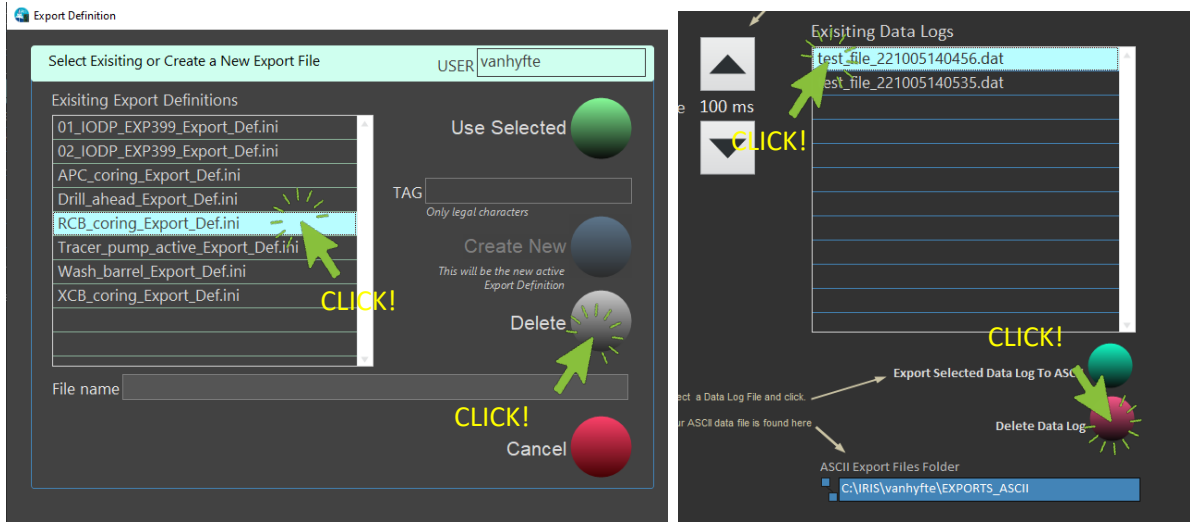 Export Definition
Select Exisiting or Create a New Export File
USER vanhyfte
Exisiting Export Definitions
01_IODP_EXP399_Export_Def.ini
02_IODP_EXP399_Export_Def.ini
APC_coring_Export_Def.ini
Drill_ahead_Export_Def.ini
RCB_coring_Export_Def.ini
Tracer_pump_active_Export_Def.ini
Wash_barrel_Export_Def.ini
XCB_coring_Export_Def.ini
CLICK!
Use Selected
TAG
Only legal characters
Create New
This will be the new active
Export Definition
Delete
File name
CLICK!
Cancel
Exisiting Data Logs
test_file_221005140456.dat
test_file_221005140535.dat
100 ms
CLICK!
CLICK!
Export Selected Data Log To ASCII
a Data Log File and click.
Delete Data Log
ASCII data file is found here
ASCII Export Files Folder
C:\IRIS\vanhyfte\EXPORTS_ASCII